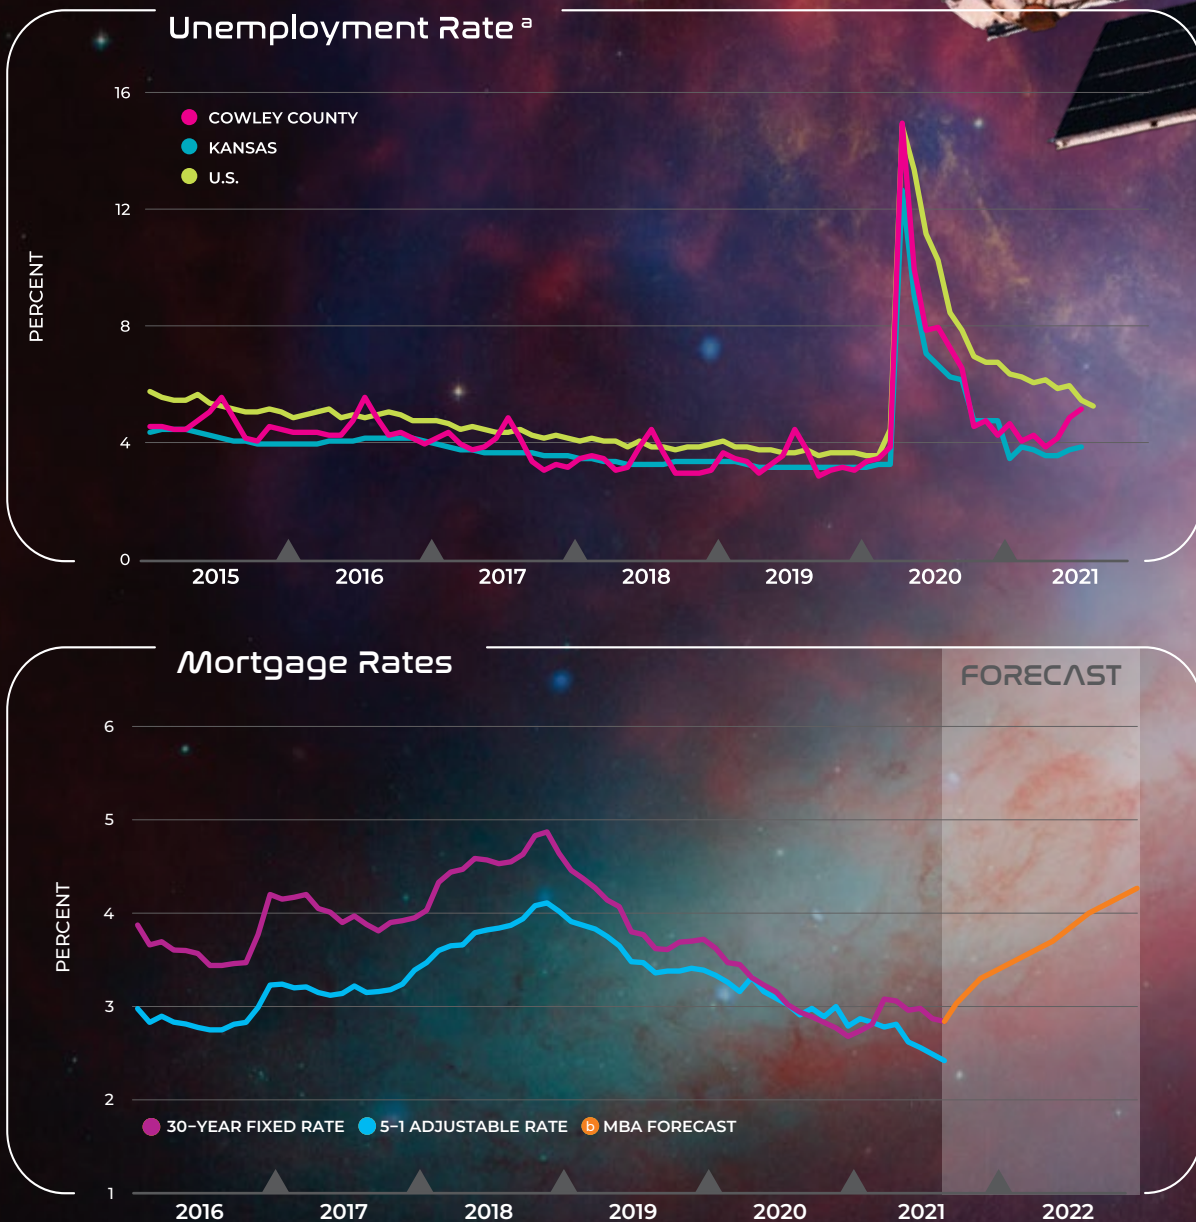 Unemployment Rate a
16
COWLEY COUNTY
KANSAS
U.S.
12
PERCENT
8
4
0
2015 2016 2017 2018 2019 2020 2021
Mortgage Rates
FORECAST
6
5
4
PERCENT
3
2
30-YEAR FIXED RATE 5-1 ADJUSTABLE RATE b MBA FORECAST
1
2016 2017 2018 2019 2020 2021 2022